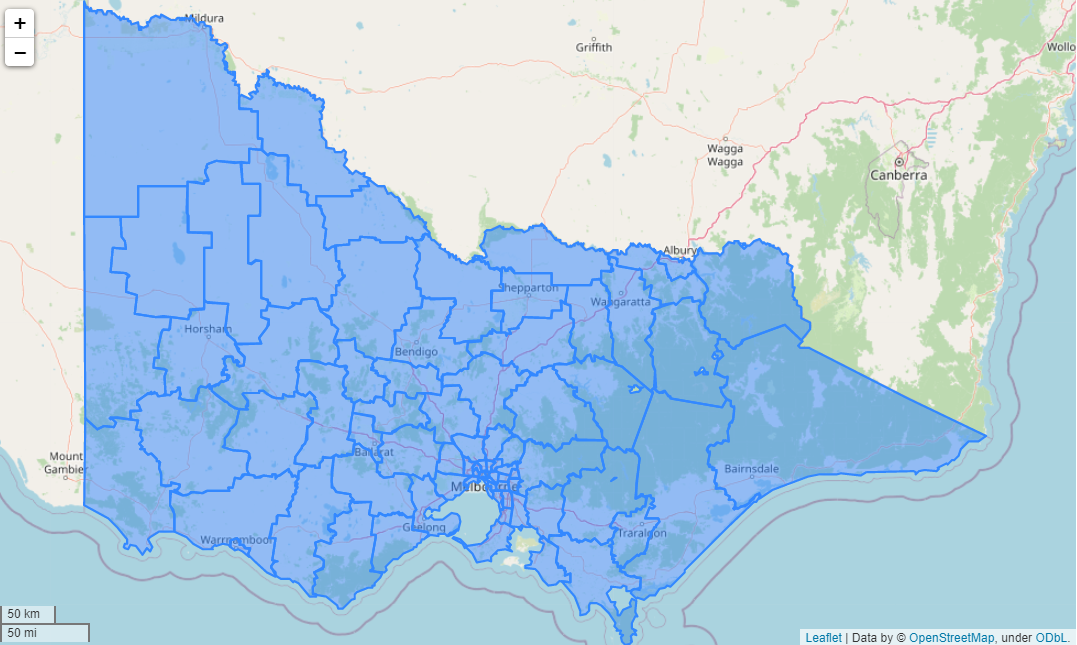 +
−
Mildura
Griffith
Wollo
Wagga
Wagga
Canberra
Albury
Shepparton
Wangaratta
Horsham
Bendigo
Mount
Gambie
Ballarat
Bairnsdale
Melbourne
Geelong
Traralgon
Warrnambool
50 km
50 mi
Leaflet | Data by © OpenStreetMap, under ODbL.